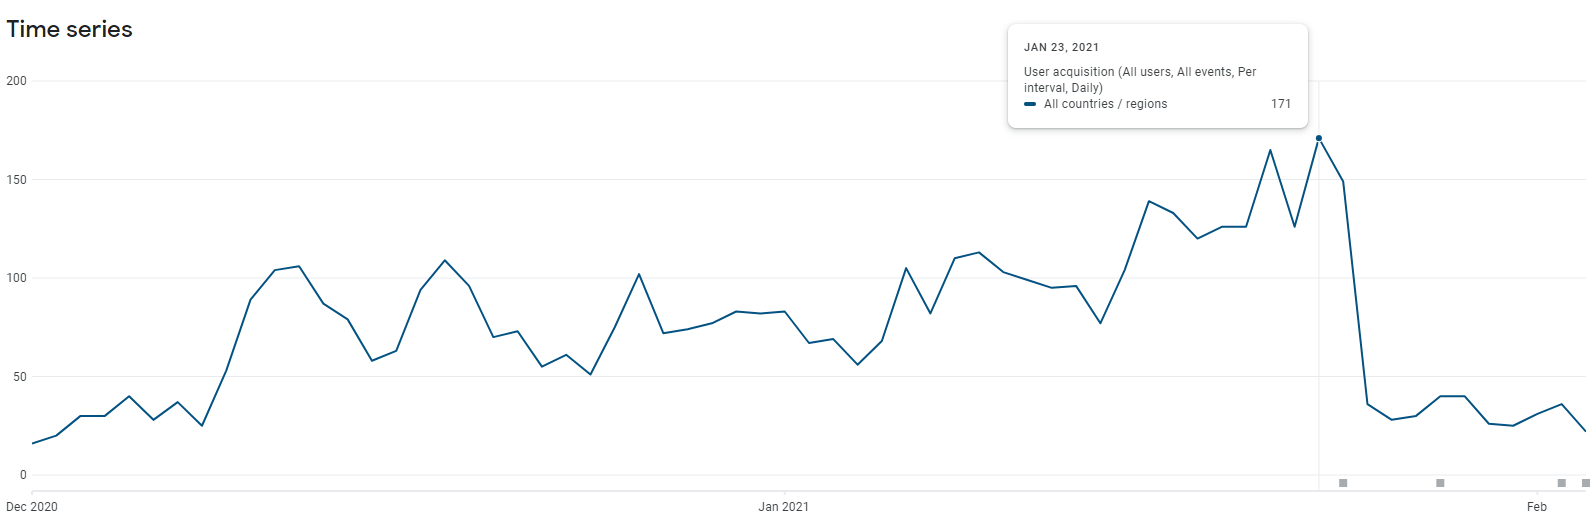 Time series
JAN 23, 2021
User acquisition (All users, All events, Per
interval, Daily)
All countries / regions 171
200
150
100
50
0
Dec 2020 Jan 2021 Feb